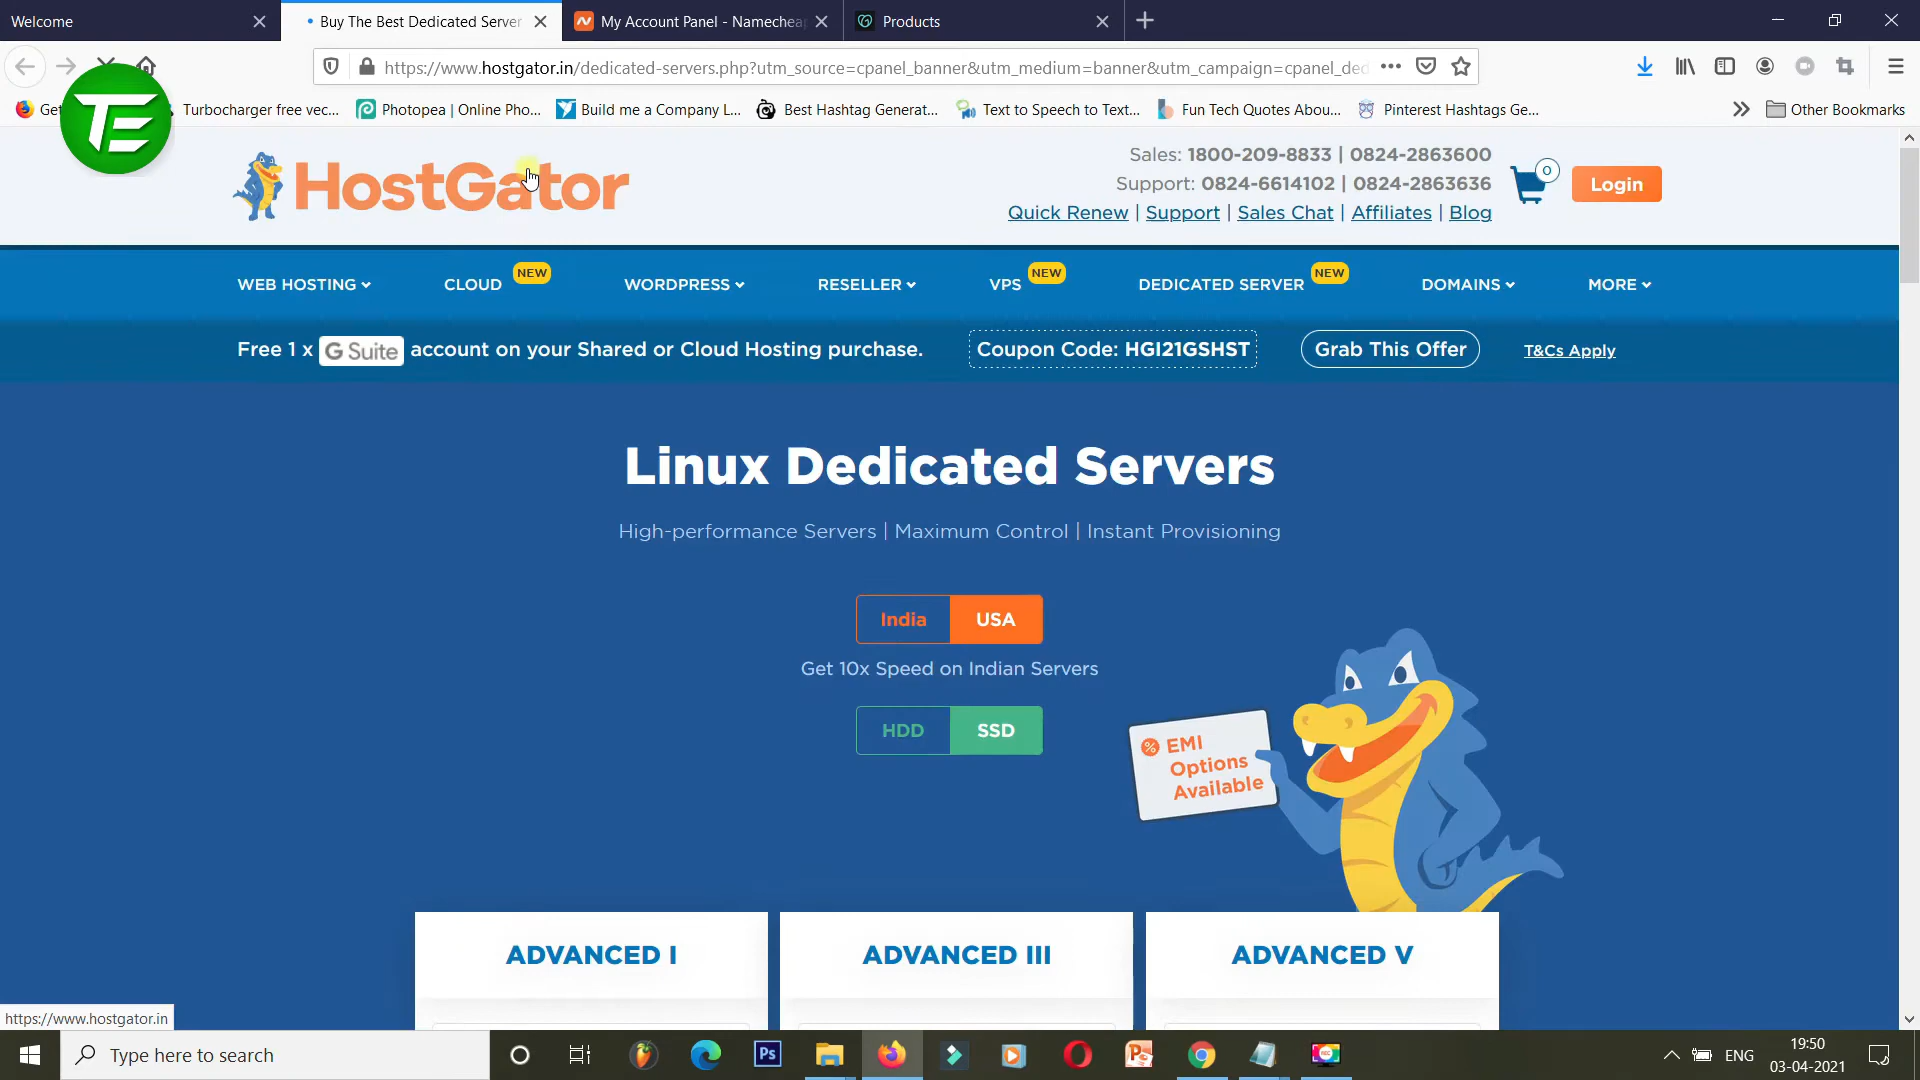 Welcome
Buy The Best Dedicated Server
My Account Panel - Namecheap
Products
https://www.hostgator.in/dedicated-servers.php?utm_source=cpanel_banner&utm_medium=banner&utm_campaign=cpanel_ded
Get
Turbocharger free vec...
Photopea | Online Pho...
Build me a Company L...
Best Hashtag Generat...
Text to Speech to Text...
Fun Tech Quotes Abou...
Pinterest Hashtags Ge...
Other Bookmarks
TE
HostGator
Sales: 1800-209-8833 | 0824-2863600
Support: 0824-6614102 | 0824-2863636
Quick Renew | Support | Sales Chat | Affiliates | Blog
0
Login
WEB HOSTING
CLOUD NEW
WORDPRESS
RESELLER
VPS NEW
DEDICATED SERVER NEW
DOMAINS
MORE
Free 1 x G Suite account on your Shared or Cloud Hosting purchase.
Coupon Code: HGI21GSHST
Grab This Offer
T&Cs Apply
Linux Dedicated Servers
High-performance Servers | Maximum Control | Instant Provisioning
India USA
Get 10x Speed on Indian Servers
HDD SSD
% EMI
Options
Available
ADVANCED I
ADVANCED III
ADVANCED V
https://www.hostgator.in
Type here to search
Ps
ENG
19:50
03-04-2021